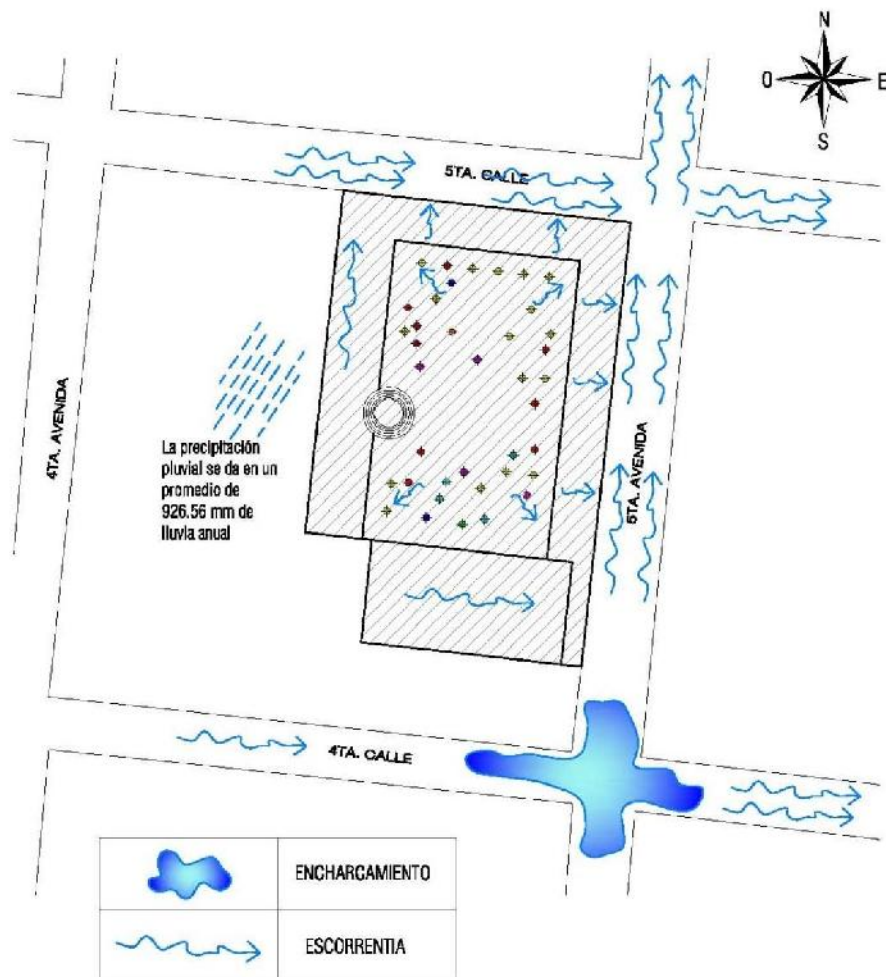 N
O
E
S
5TA. CALLE
4TA. AVENIDA
La precipitación
pluvial se da en un
promedio de
926.56 mm de
lluvia anual
5TA. AVENIDA
4TA. CALLE
ENCHARCAMIENTO
ESCORRENTIA